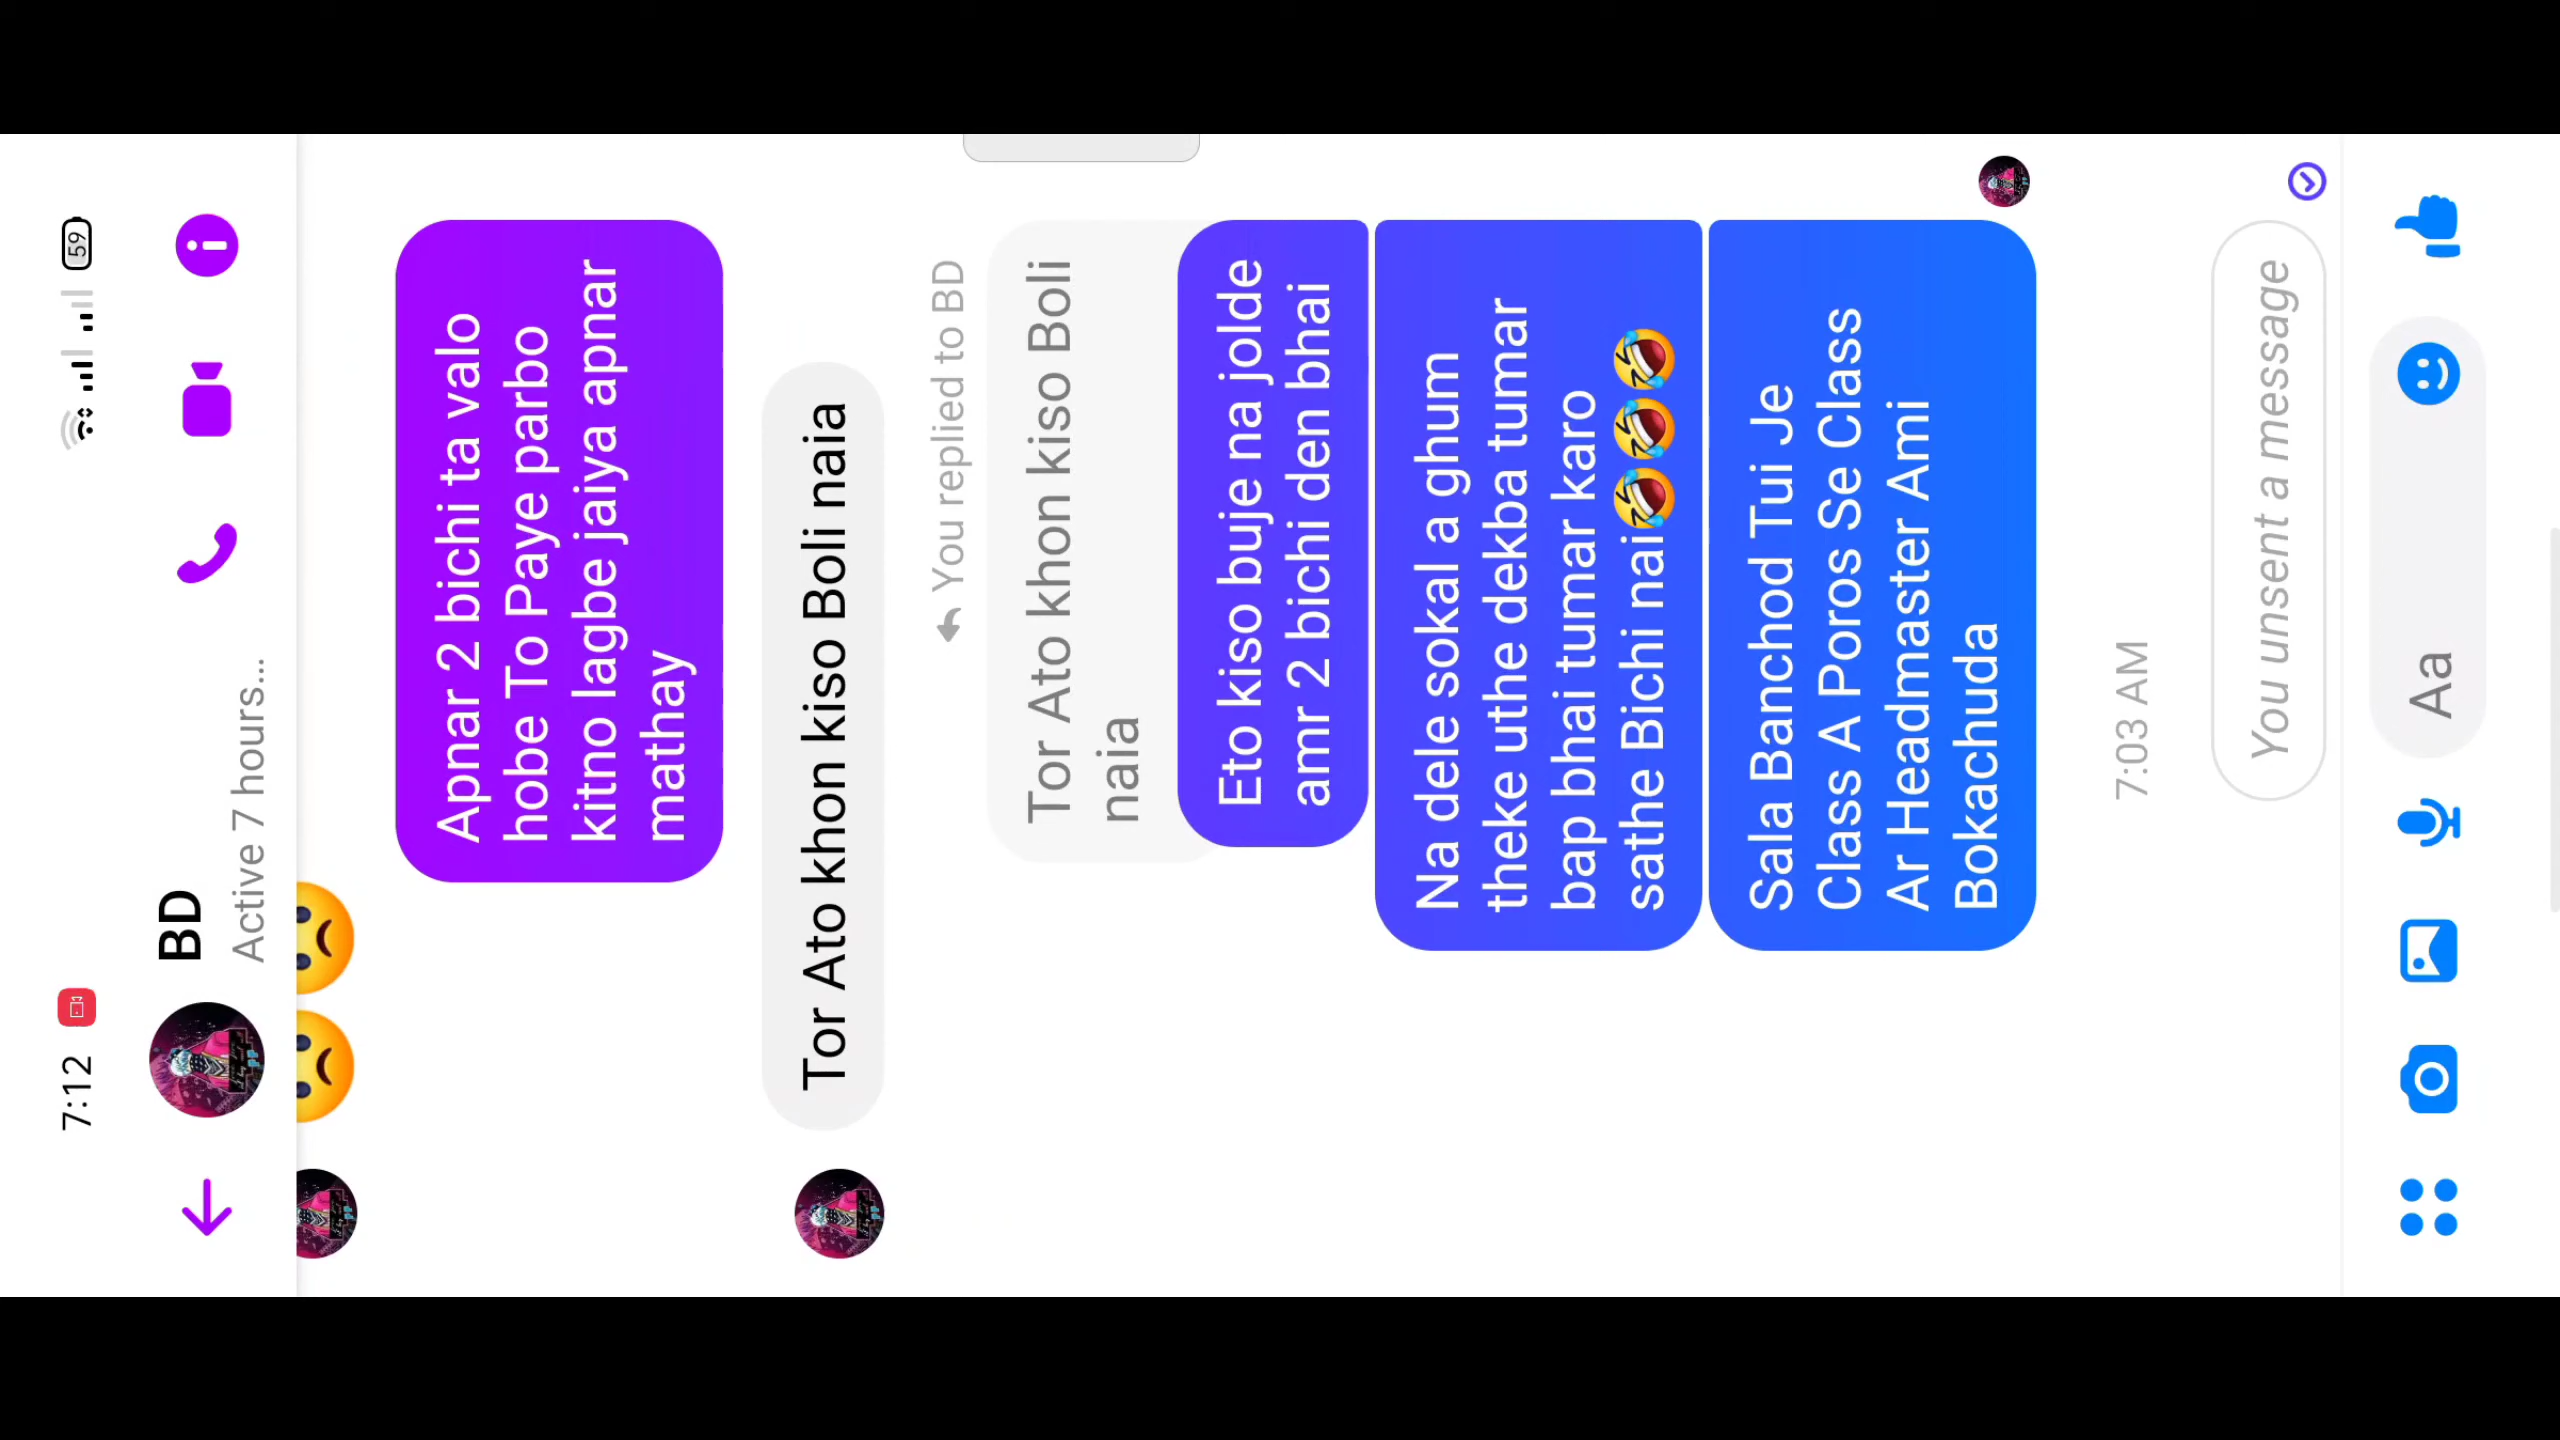 7:12
59
BD
Active 7 hours...
Apnar 2 bichi ta valo
hobe To Paye parbo
kitno lagbe jaiya apnar
mathay
Tor Ato khon kiso Boli naia
You replied to BD
Tor Ato khon kiso Boli
naia
Eto kiso buje na jolde
amr 2 bichi den bhai
Na dele sokal a ghum
theke uthe dekba tumar
bap bhai tumar karo
sathe Bichi nai🤣🤣🤣
Sala Banchod Tui Je
Class A Poros Se Class
Ar Headmaster Ami
Bokachuda
7:03 AM
You unsent a message
Aa